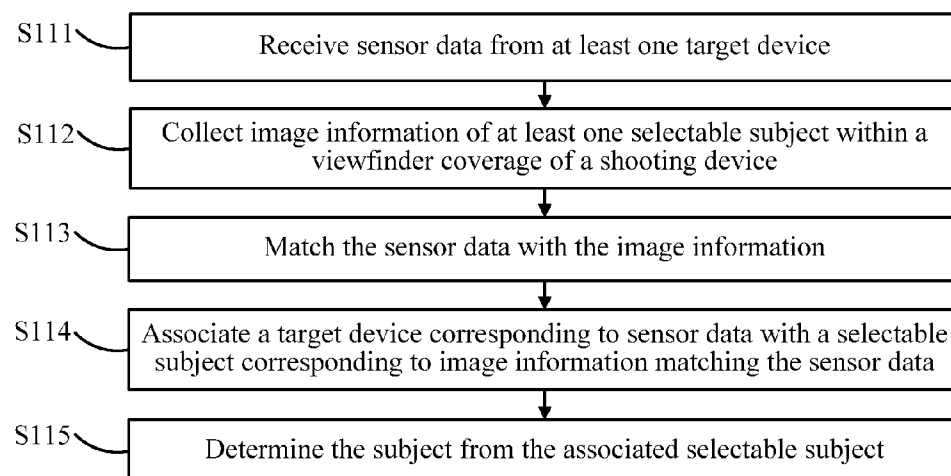 S111
Receive sensor data from at least one target device
S112
Collect image information of at least one selectable subject within a
viewfinder coverage of a shooting device
S113
Match the sensor data with the image information
S114
Associate a target device corresponding to sensor data with a selectable
subject corresponding to image information matching the sensor data
S115
Determine the subject from the associated selectable subject